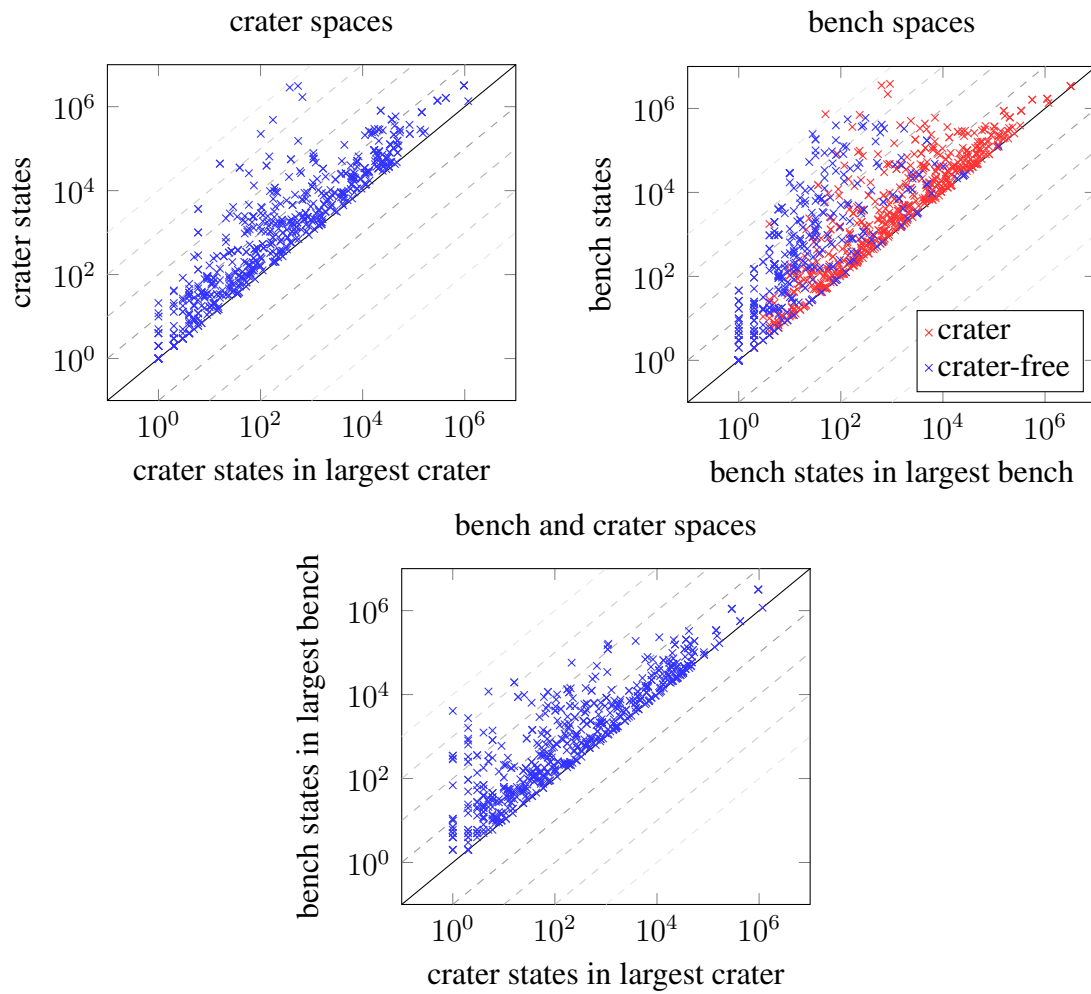 crater spaces
10^6
10^4
10^2
10^0
crater states
10^0 10^2 10^4 10^6
crater states in largest crater
bench spaces
10^6
10^4
10^2
10^0
bench states
crater
crater-free
10^0 10^2 10^4 10^6
bench states in largest bench
bench and crater spaces
10^6
10^4
10^2
10^0
bench states in largest bench
10^0 10^2 10^4 10^6
crater states in largest crater